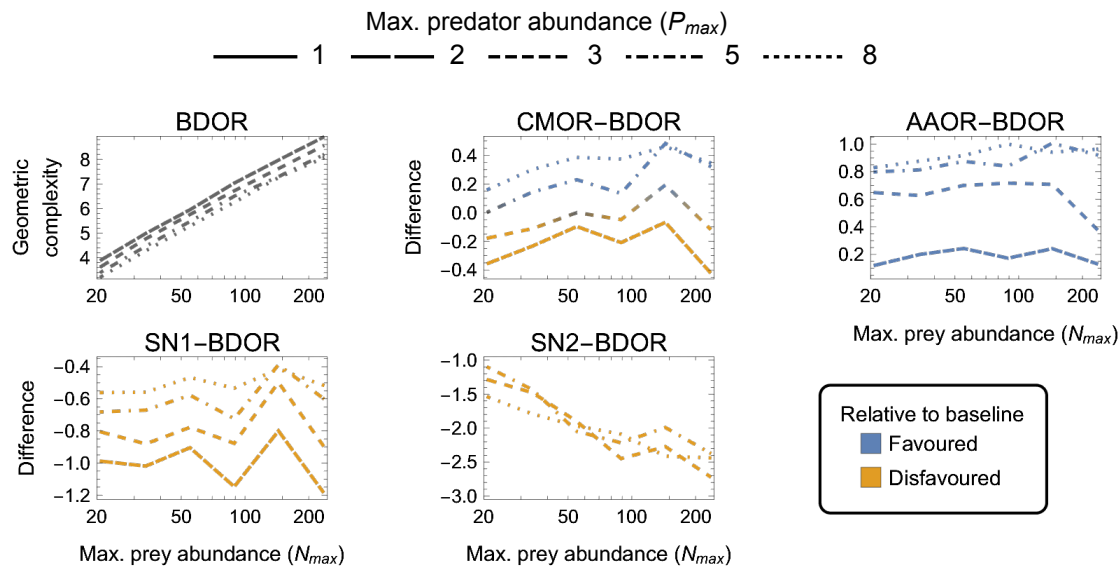 Max. predator abundance (P_max)
1 2 3 5 8
BDOR
Geometric
complexity
8
7
6
5
4
20 50 100 200
CMOR−BDOR
Difference
0.4
0.2
0.0
−0.2
−0.4
20 50 100 200
AAOR−BDOR
1.0
0.8
0.6
0.4
0.2
20 50 100 200
Max. prey abundance (N_max)
SN1−BDOR
Difference
−0.4
−0.6
−0.8
−1.0
−1.2
20 50 100 200
Max. prey abundance (N_max)
SN2−BDOR
−1.0
−1.5
−2.0
−2.5
−3.0
20 50 100 200
Max. prey abundance (N_max)
Relative to baseline
Favoured
Disfavoured